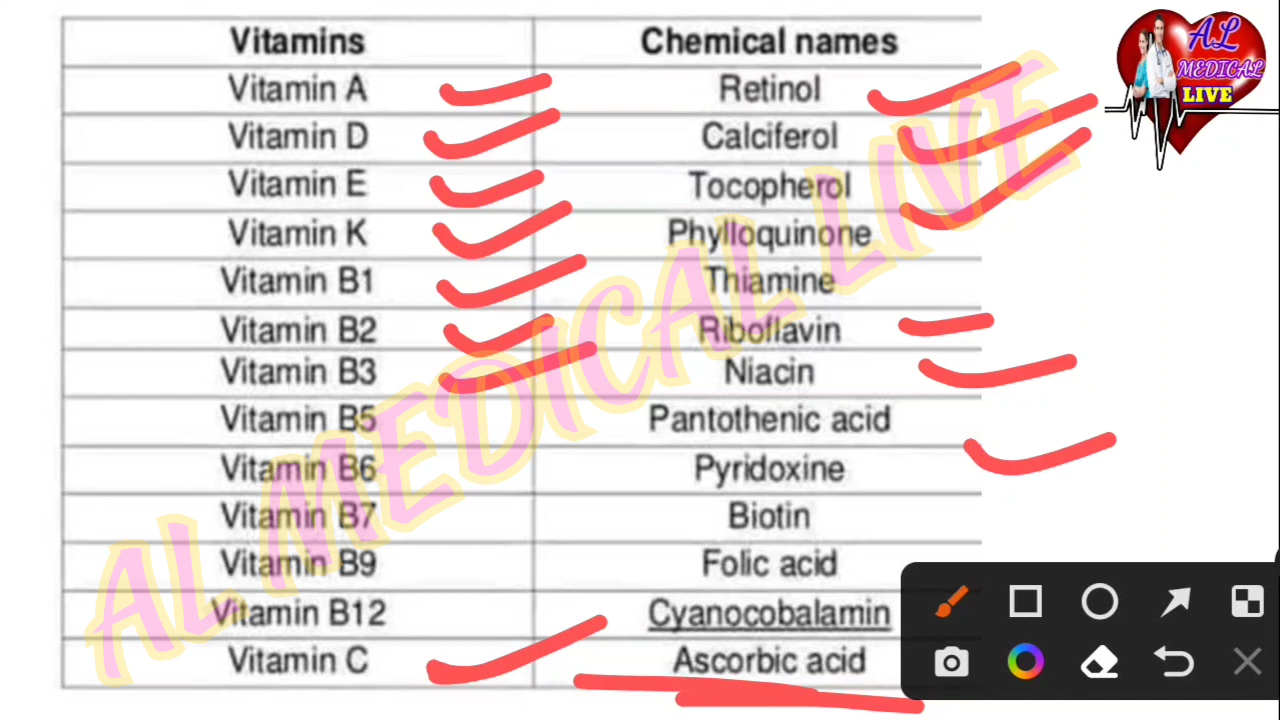 Vitamins Chemical names
Vitamin A Retinol
Vitamin D Calciferol
Vitamin E Tocopherol
Vitamin K Phylloquinone
Vitamin B1 Thiamine
Vitamin B2 Riboflavin
Vitamin B3 Niacin
Vitamin B5 Pantothenic acid
Vitamin B6 Pyridoxine
Vitamin B7 Biotin
Vitamin B9 Folic acid
Vitamin B12 Cyanocobalamin
Vitamin C Ascorbic acid
AL MEDICAL LIVE
AL
MEDICAL
LIVE